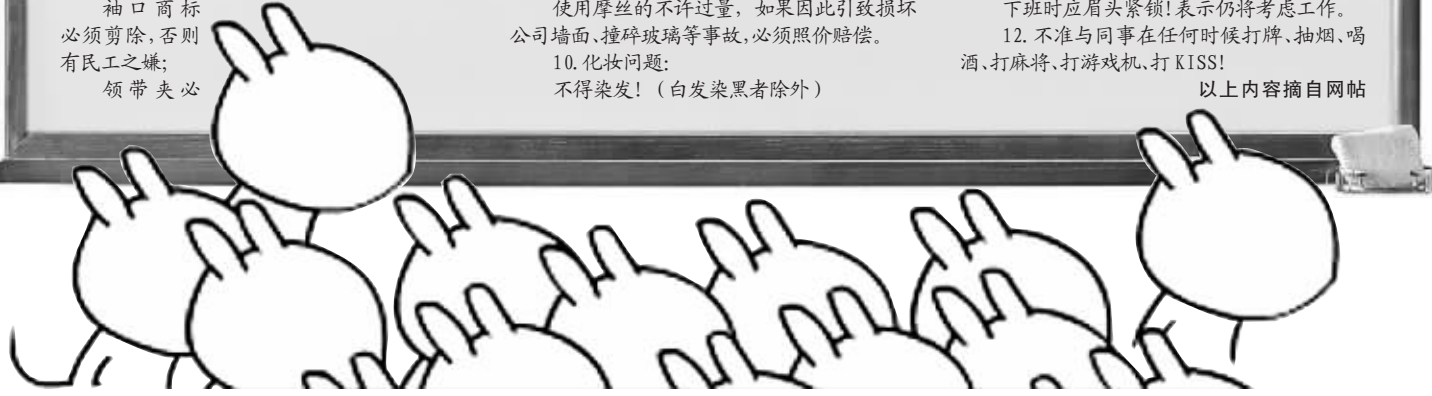 袖口商标
必须剪除,否则
有民工之嫌;
领带夹必
使用摩丝的不许过量,如果因此引致损坏
公司墙面、撞碎玻璃等事故,必须照价赔偿。
10.化妆问题:
不得染发!(白发染黑者除外)
下班时应眉头紧锁!表示仍将考虑工作。
12.不准与同事在任何时候打牌、抽烟、喝
酒、打麻将、打游戏机、打KISS!
以上内容摘自网帖